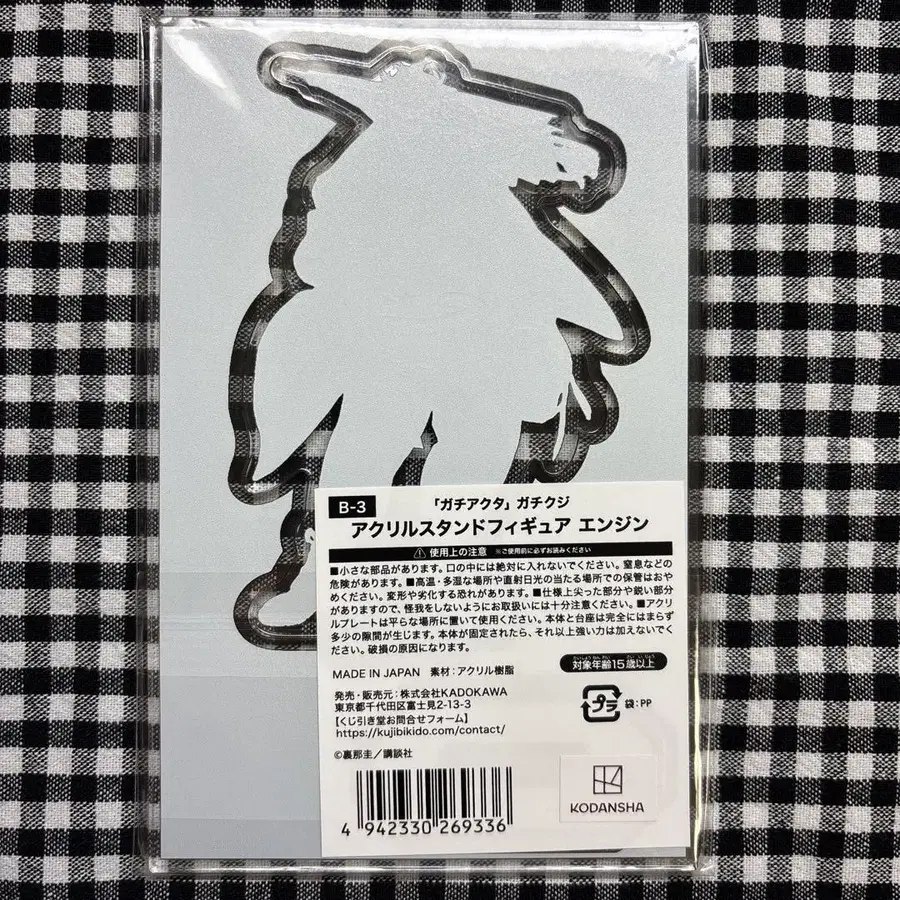 B-3
「ガチアクタ」ガチクジ
アクリルスタンドフィギュア エンジン
⚠使用上の注意 ※ご使用前に必ずお読みください
■小さな部品があります。口の中には絶対に入れないでください。窒息などの
危険があります。■高温・多湿な場所や直射日光の当たる場所での保管はおや
めください。変形や劣化する恐れがあります。■仕様上尖った部分や鋭い部分
がありますので、怪我をしないようにお取扱いには十分注意ください。■アク
リルプレートは平らな場所に置いて使用ください。本体と台座は完全にはまらず
多少の隙間が生じます。本体が固定されたら、それ以上強い力は加えないでく
ださい。破損の原因になります。
たいしょうねんれい さい いじょう
対象年齢15歳以上
MADE IN JAPAN 素材:アクリル樹脂
発売・販売元:株式会社KADOKAWA
東京都千代田区富士見2-13-3
【くじ引き堂お問合せフォーム】
https://kujibikido.com/contact/
プラ 袋:PP
©裏那圭/講談社
4 942330 269336
KODANSHA